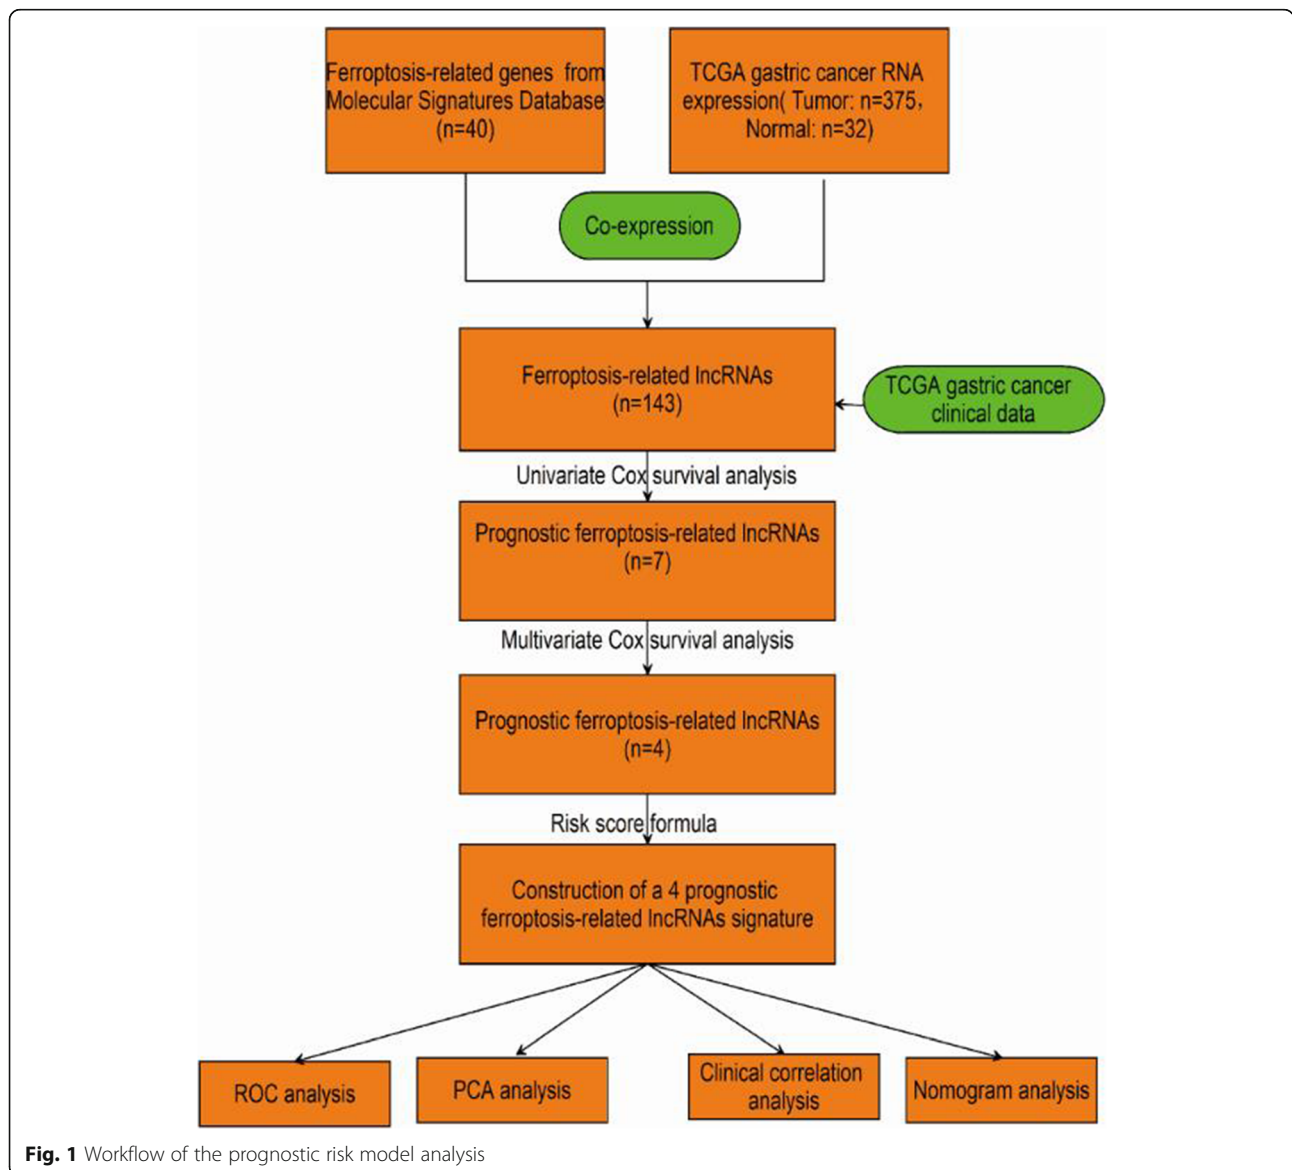 Ferroptosis-related genes from
Molecular Signatures Database
(n=40)
TCGA gastric cancer RNA
expression( Tumor: n=375，
Normal: n=32)
Co-expression
Ferroptosis-related lncRNAs
(n=143)
TCGA gastric cancer
clinical data
Univariate Cox survival analysis
Prognostic ferroptosis-related lncRNAs
(n=7)
Multivariate Cox survival analysis
Prognostic ferroptosis-related lncRNAs
(n=4)
Risk score formula
Construction of a 4 prognostic
ferroptosis-related lncRNAs signature
ROC analysis
PCA analysis
Clinical correlation
analysis
Nomogram analysis
Fig. 1 Workflow of the prognostic risk model analysis